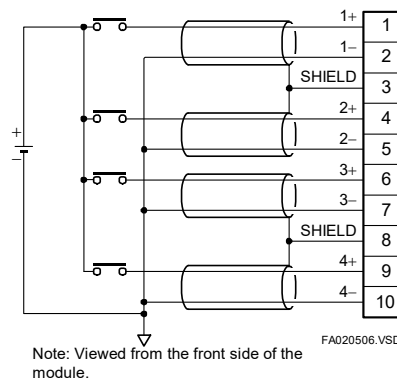 1+ 1
1− 2
SHIELD 3
2+ 4
+
−
2− 5
3+ 6
3− 7
SHIELD 8
4+ 9
4− 10
FA020506.VSD
Note: Viewed from the front side of the
module.